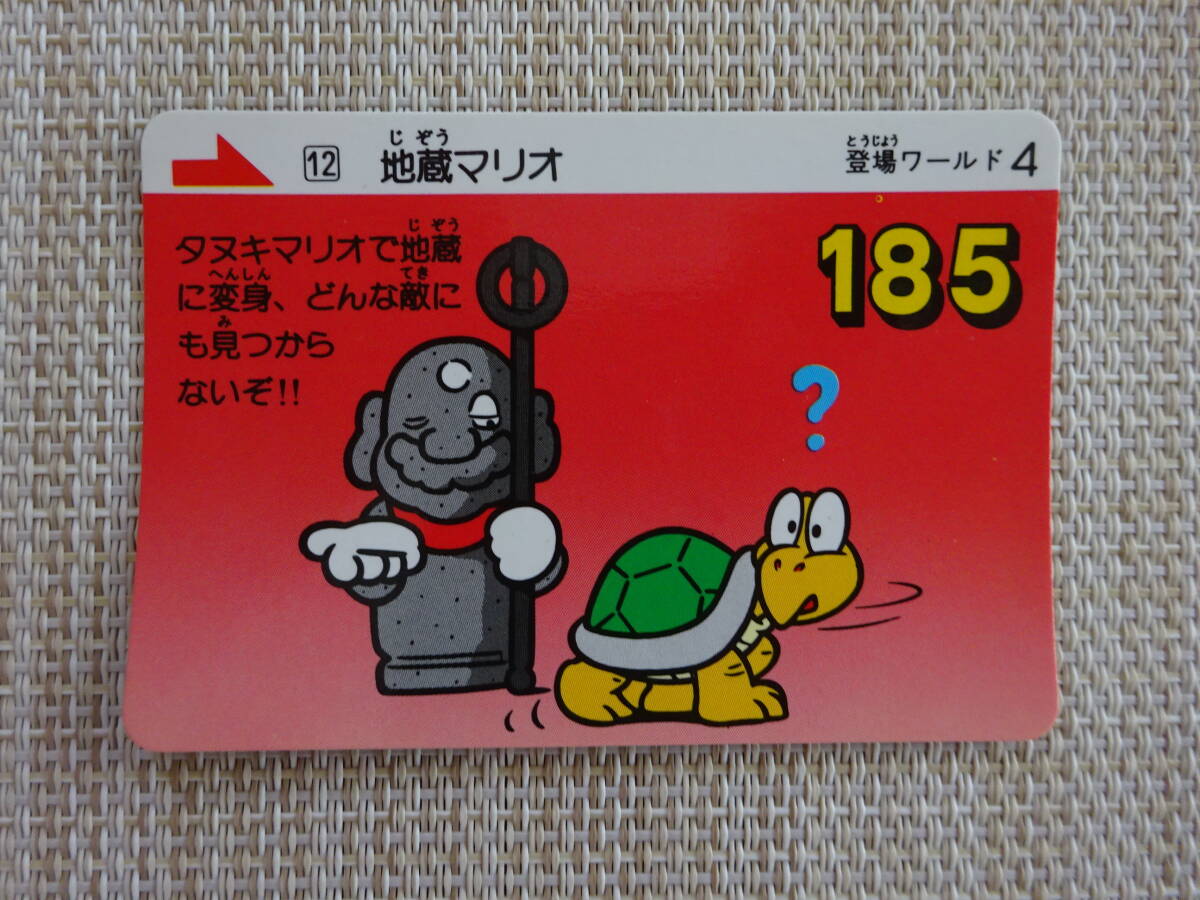 じ ぞう
12 地蔵マリオ
とうじょう
登場ワールド4
じ ぞう
タヌキマリオで地蔵
へんしん てき
に変身、どんな敵に
み
も見つから
ないぞ!!
185
?